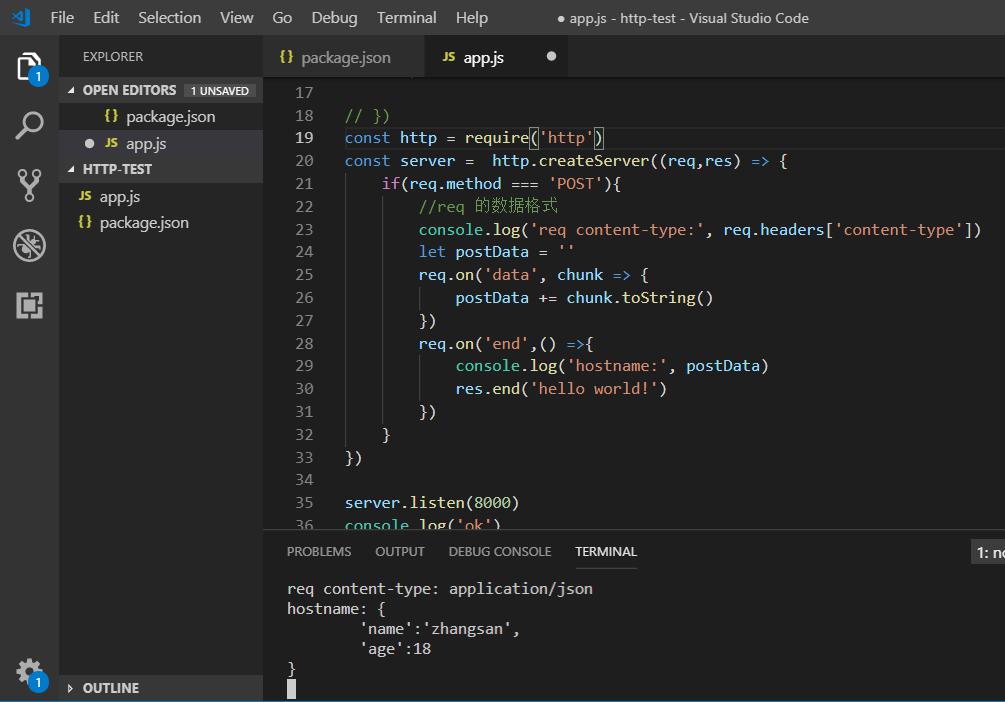 File Edit Selection View Go Debug Terminal Help ● app.js - http-test - Visual Studio Code
EXPLORER
OPEN EDITORS 1 UNSAVED
{} package.json
● JS app.js
HTTP-TEST
JS app.js
{} package.json
OUTLINE
1
1
{} package.json JS app.js ●
17
18 // })
19 const http = require('http')
20 const server =  http.createServer((req,res) => {
21     if(req.method === 'POST'){
22         //req 的数据格式
23         console.log('req content-type:', req.headers['content-type'])
24         let postData = ''
25         req.on('data', chunk => {
26             postData += chunk.toString()
27         })
28         req.on('end',() =>{
29             console.log('hostname:', postData)
30             res.end('hello world!')
31         })
32     }
33 })
34
35 server.listen(8000)
36 console.log('ok')
PROBLEMS OUTPUT DEBUG CONSOLE TERMINAL 1: no
req content-type: application/json
hostname: {
        'name':'zhangsan',
        'age':18
}